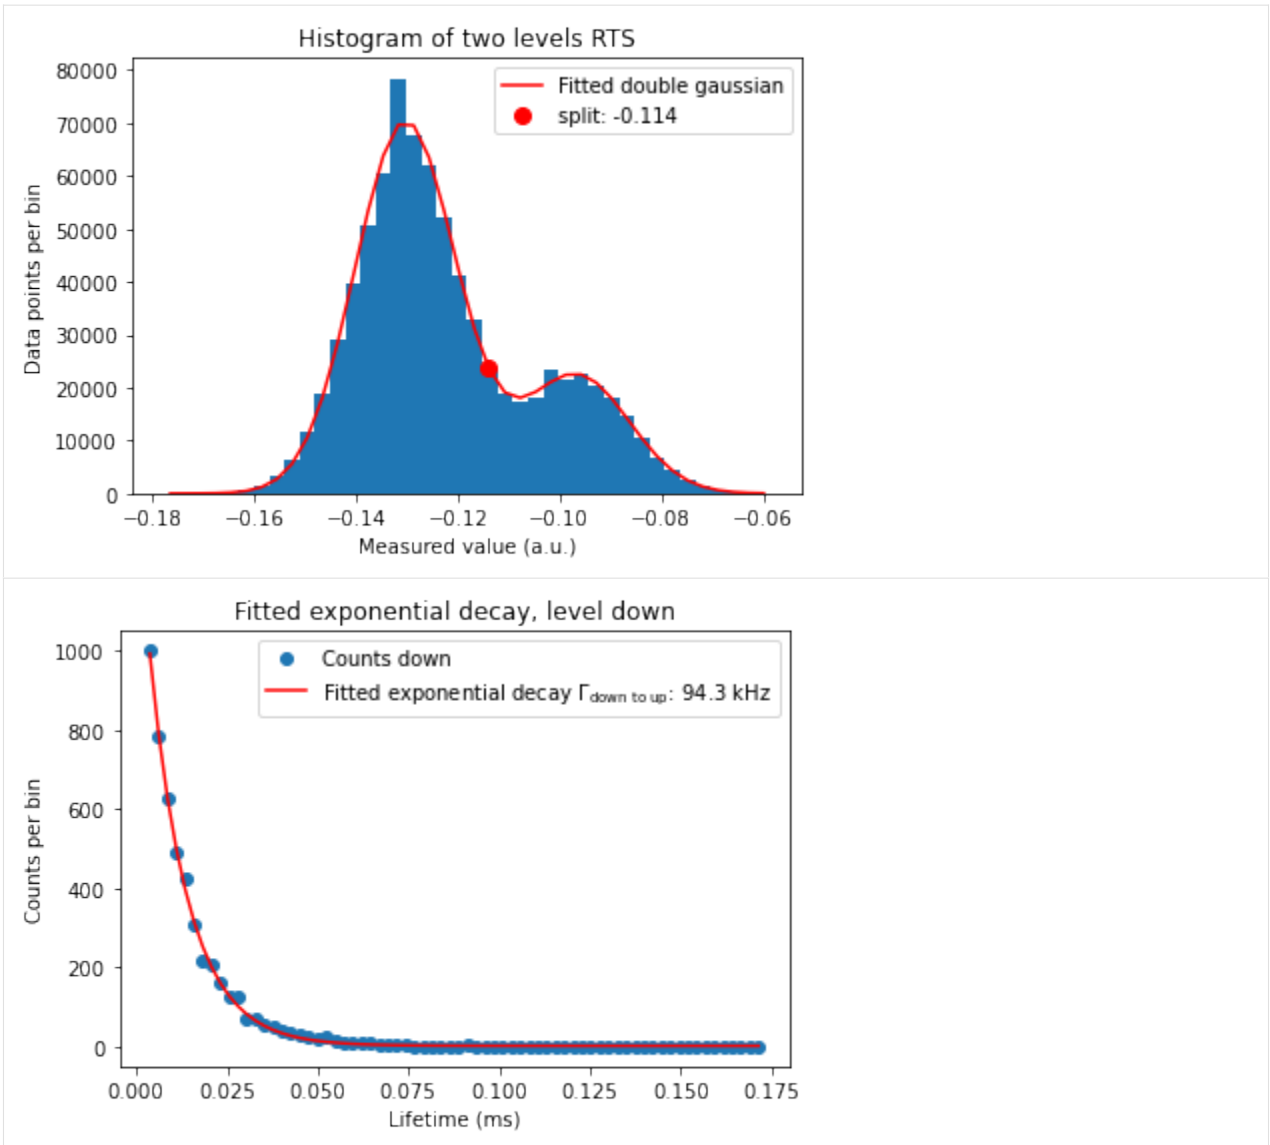 Histogram of two levels RTS
80000
70000
60000
50000
40000
30000
20000
10000
0
Data points per bin
Fitted double gaussian
split: -0.114
−0.18 −0.16 −0.14 −0.12 −0.10 −0.08 −0.06
Measured value (a.u.)
Fitted exponential decay, level down
1000
800
600
400
200
0
Counts per bin
Counts down
Fitted exponential decay Γdown to up: 94.3 kHz
0.000 0.025 0.050 0.075 0.100 0.125 0.150 0.175
Lifetime (ms)